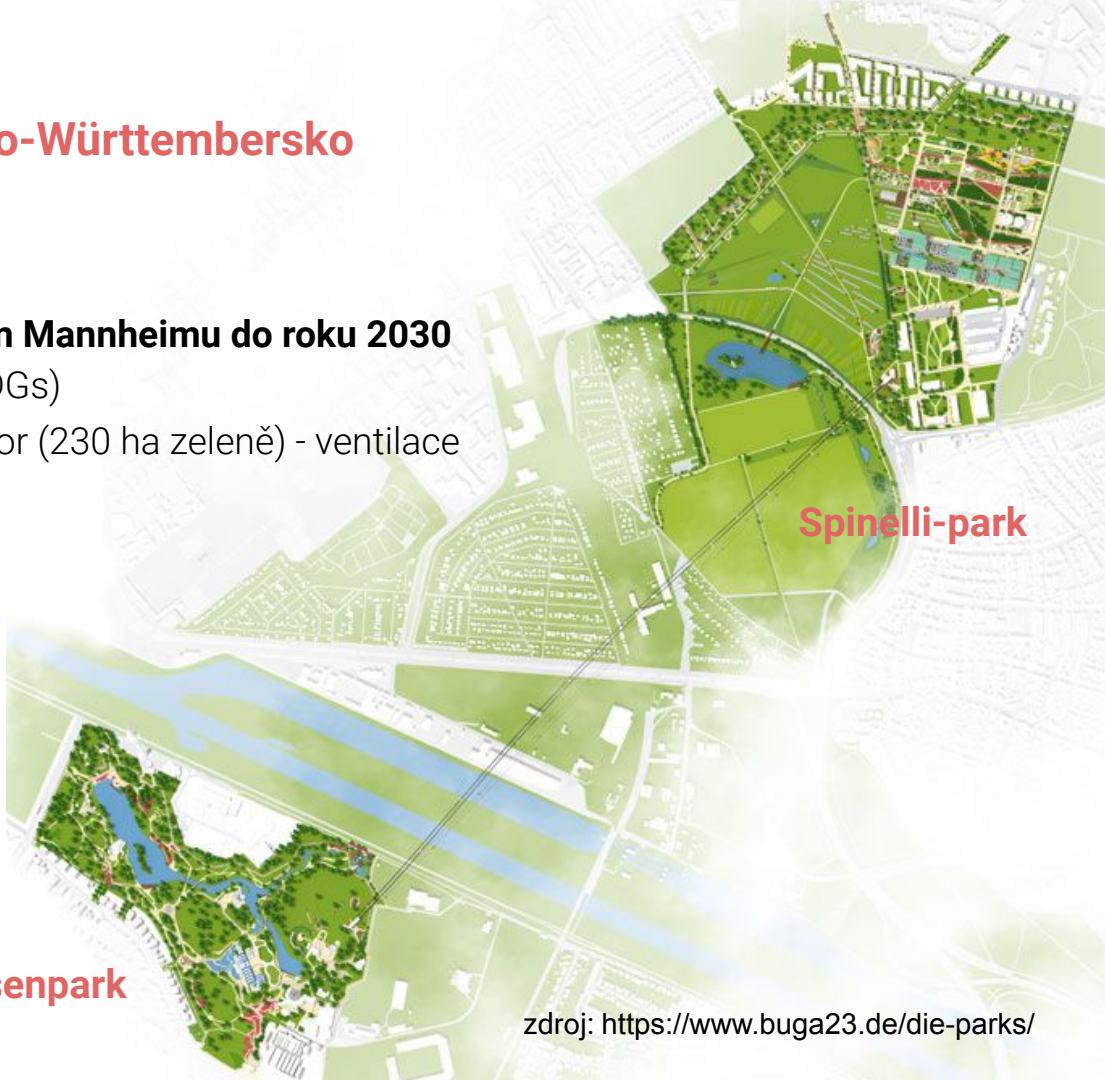 o-Württembersko
n Mannheimu do roku 2030
DGs)
or (230 ha zeleně) - ventilace
Spinelli-park
senpark
zdroj: https://www.buga23.de/die-parks/